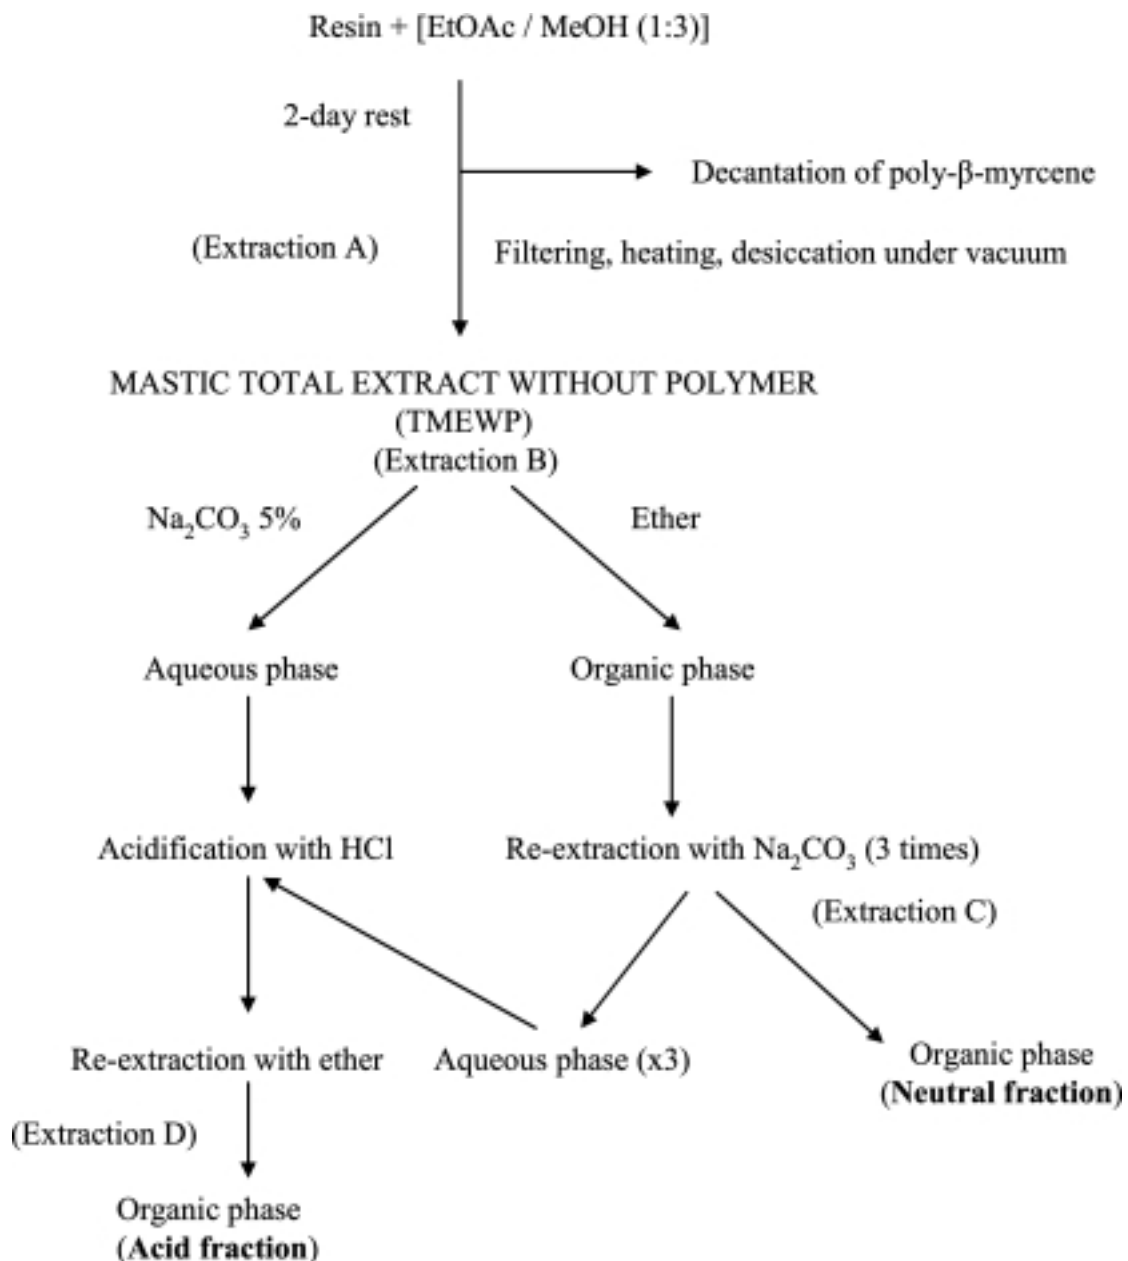 Resin + [EtOAc / MeOH (1:3)]
2-day rest
Decantation of poly-β-myrcene
(Extraction A)
Filtering, heating, desiccation under vacuum
MASTIC TOTAL EXTRACT WITHOUT POLYMER
(TMEWP)
(Extraction B)
Na₂CO₃ 5%
Ether
Aqueous phase
Organic phase
Acidification with HCl
Re-extraction with Na₂CO₃ (3 times)
(Extraction C)
Re-extraction with ether
Aqueous phase (x3)
Organic phase
(Neutral fraction)
(Extraction D)
Organic phase
(Acid fraction)